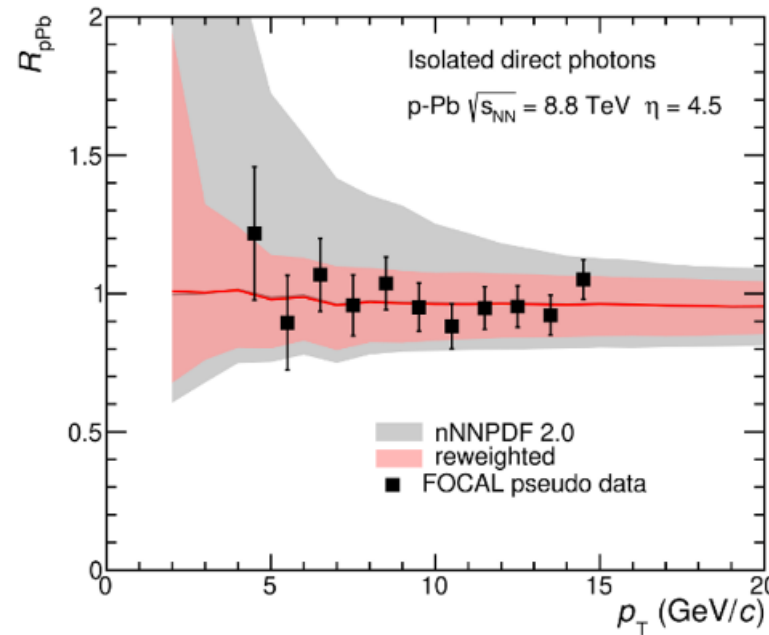 R_pPb
2
1.5
1
0.5
0
Isolated direct photons
p-Pb √s_NN = 8.8 TeV η = 4.5
nNNPDF 2.0
reweighted
FOCAL pseudo data
0 5 10 15 20
p_T (GeV/c)